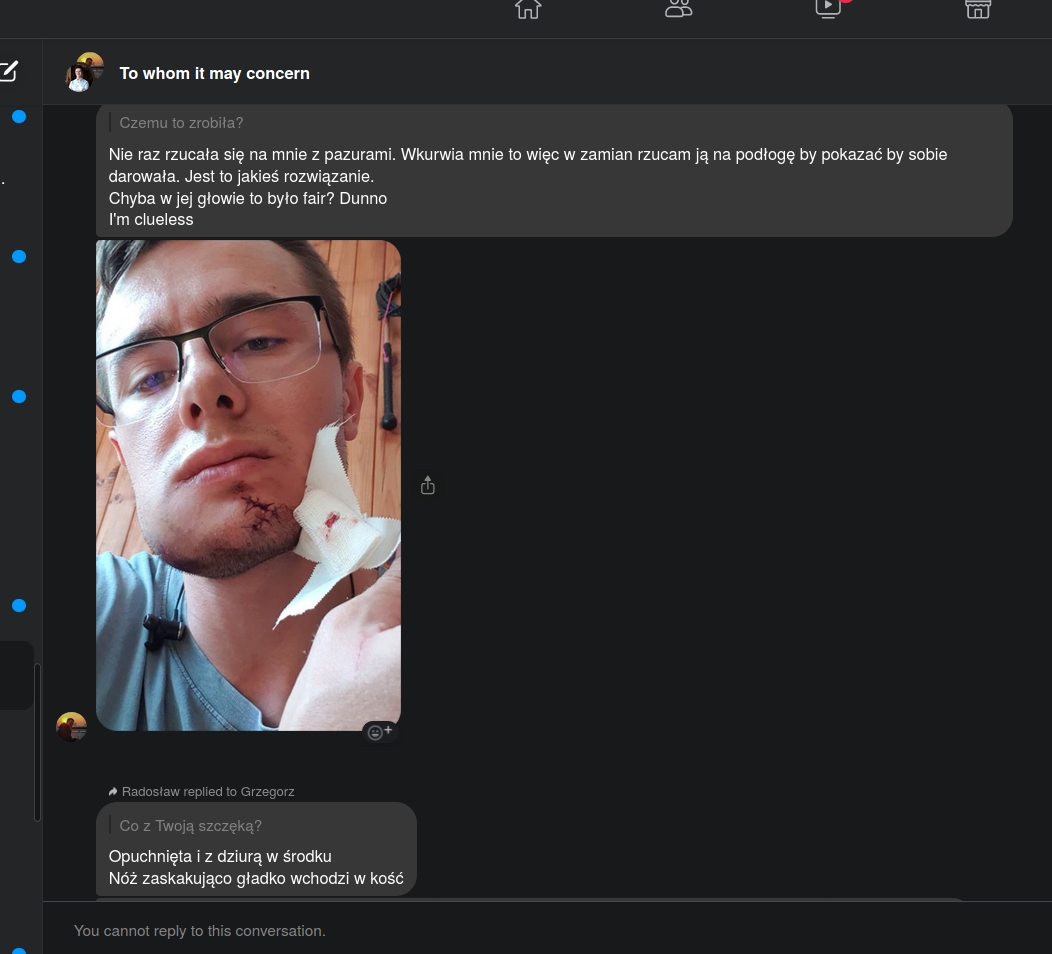 To whom it may concern
Czemu to zrobiła?
Nie raz rzucała się na mnie z pazurami. Wkurwia mnie to więc w zamian rzucam ją na podłogę by pokazać by sobie
darowała. Jest to jakieś rozwiązanie.
Chyba w jej głowie to było fair? Dunno
I'm clueless
Radosław replied to Grzegorz
Co z Twoją szczęką?
Opuchnięta i z dziurą w środku
Nóż zaskakująco gładko wchodzi w kość
You cannot reply to this conversation.